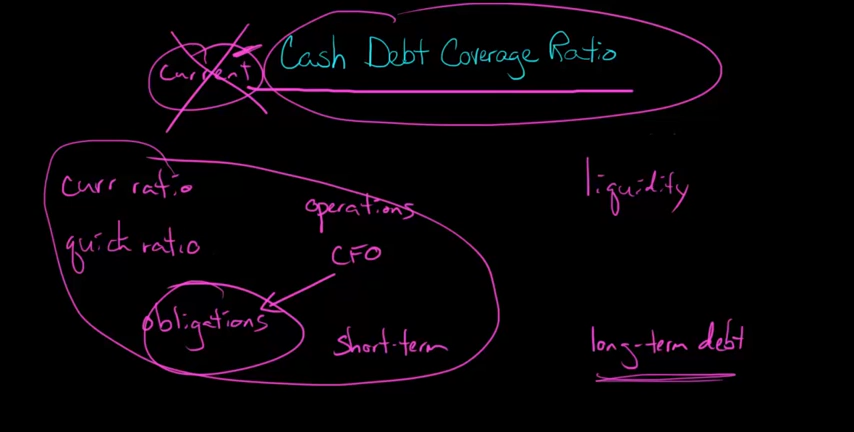 current Cash Debt Coverage Ratio
curr ratio
liquidity
operations
quick ratio
CFO
obligations
short-term
long-term debt